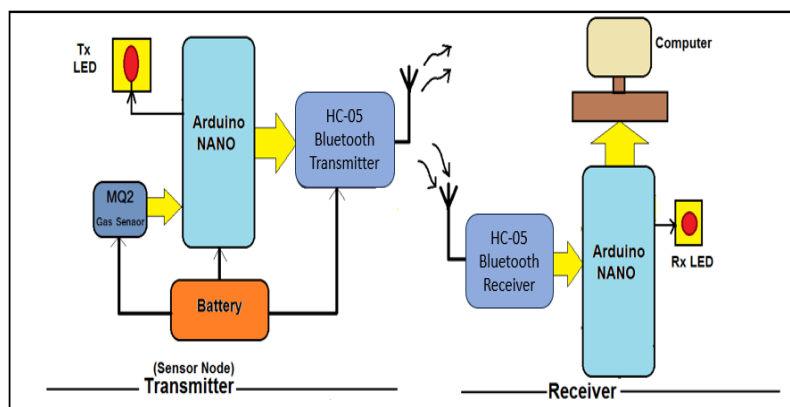 Tx
LED
Arduino
NANO
HC-05
Bluetooth
Transmitter
MQ2
Gas Senaor
Battery
(Sensor Node)
Transmitter
Computer
HC-05
Bluetooth
Receiver
Arduino
NANO
Rx LED
Receiver